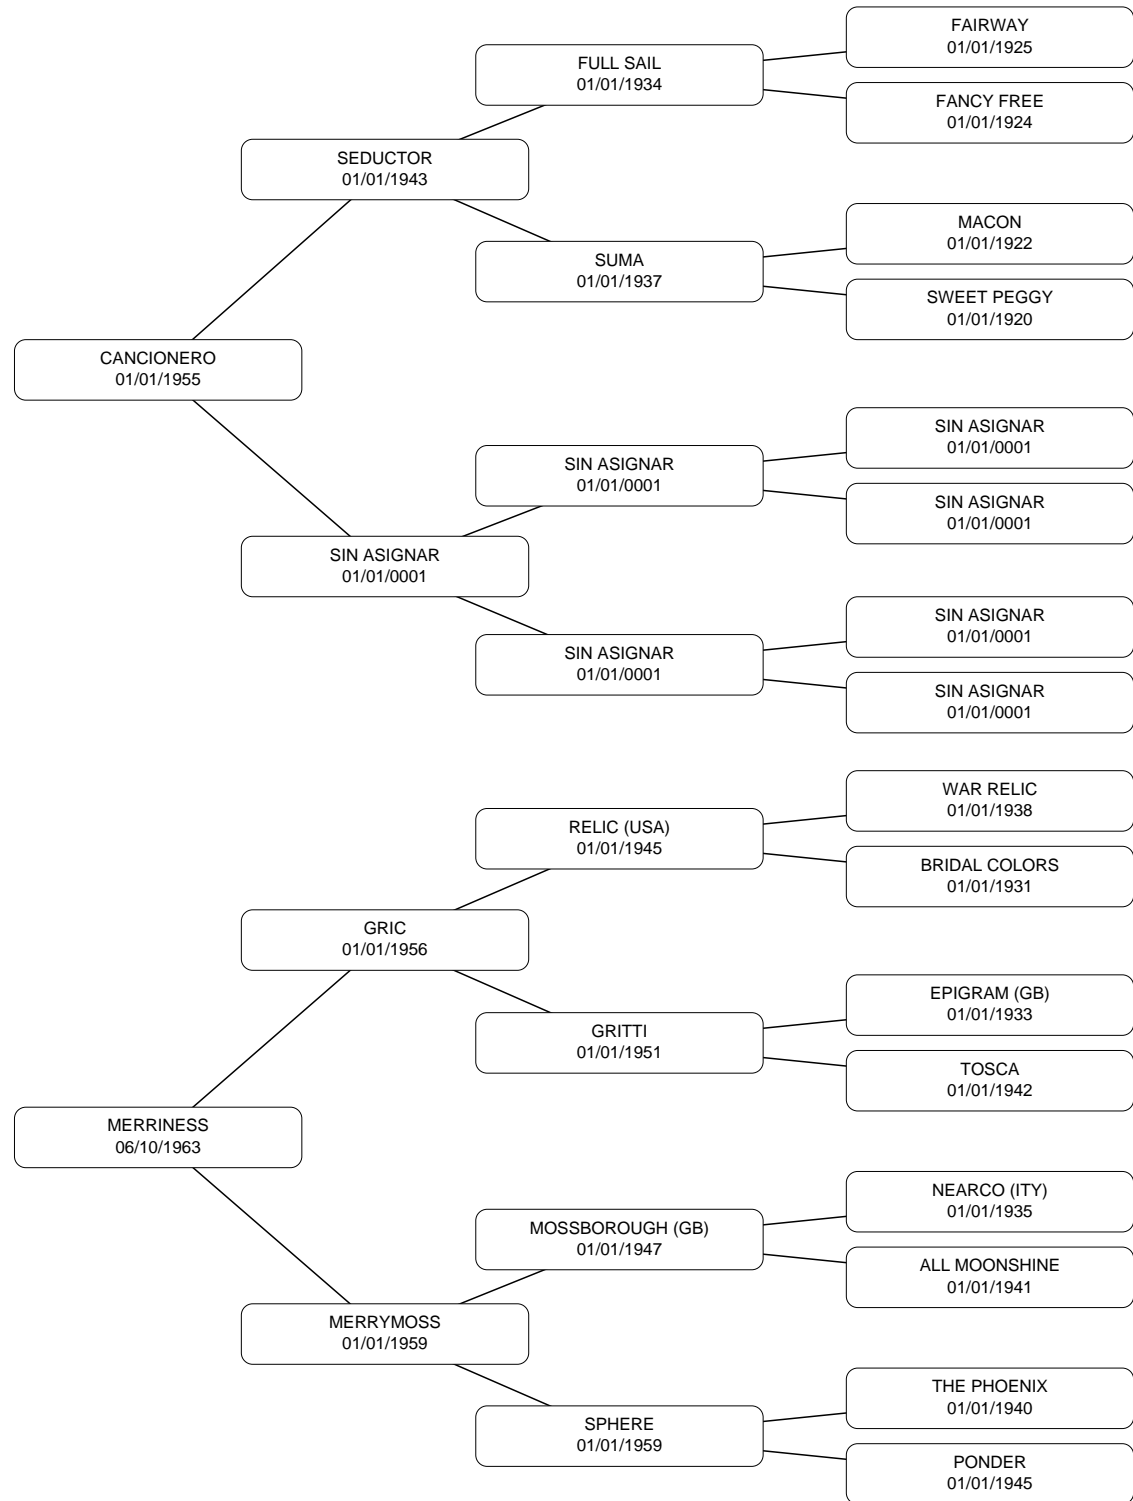 FAIRWAY
01/01/1925
FULL SAIL
01/01/1934
FANCY FREE
01/01/1924
SEDUCTOR
01/01/1943
MACON
01/01/1922
SUMA
01/01/1937
SWEET PEGGY
01/01/1920
CANCIONERO
01/01/1955
SIN ASIGNAR
01/01/0001
SIN ASIGNAR
01/01/0001
SIN ASIGNAR
01/01/0001
SIN ASIGNAR
01/01/0001
SIN ASIGNAR
01/01/0001
SIN ASIGNAR
01/01/0001
SIN ASIGNAR
01/01/0001
WAR RELIC
01/01/1938
RELIC (USA)
01/01/1945
BRIDAL COLORS
01/01/1931
GRIC
01/01/1956
EPIGRAM (GB)
01/01/1933
GRITTI
01/01/1951
TOSCA
01/01/1942
MERRINESS
06/10/1963
NEARCO (ITY)
01/01/1935
MOSSBOROUGH (GB)
01/01/1947
ALL MOONSHINE
01/01/1941
MERRYMOSS
01/01/1959
THE PHOENIX
01/01/1940
SPHERE
01/01/1959
PONDER
01/01/1945